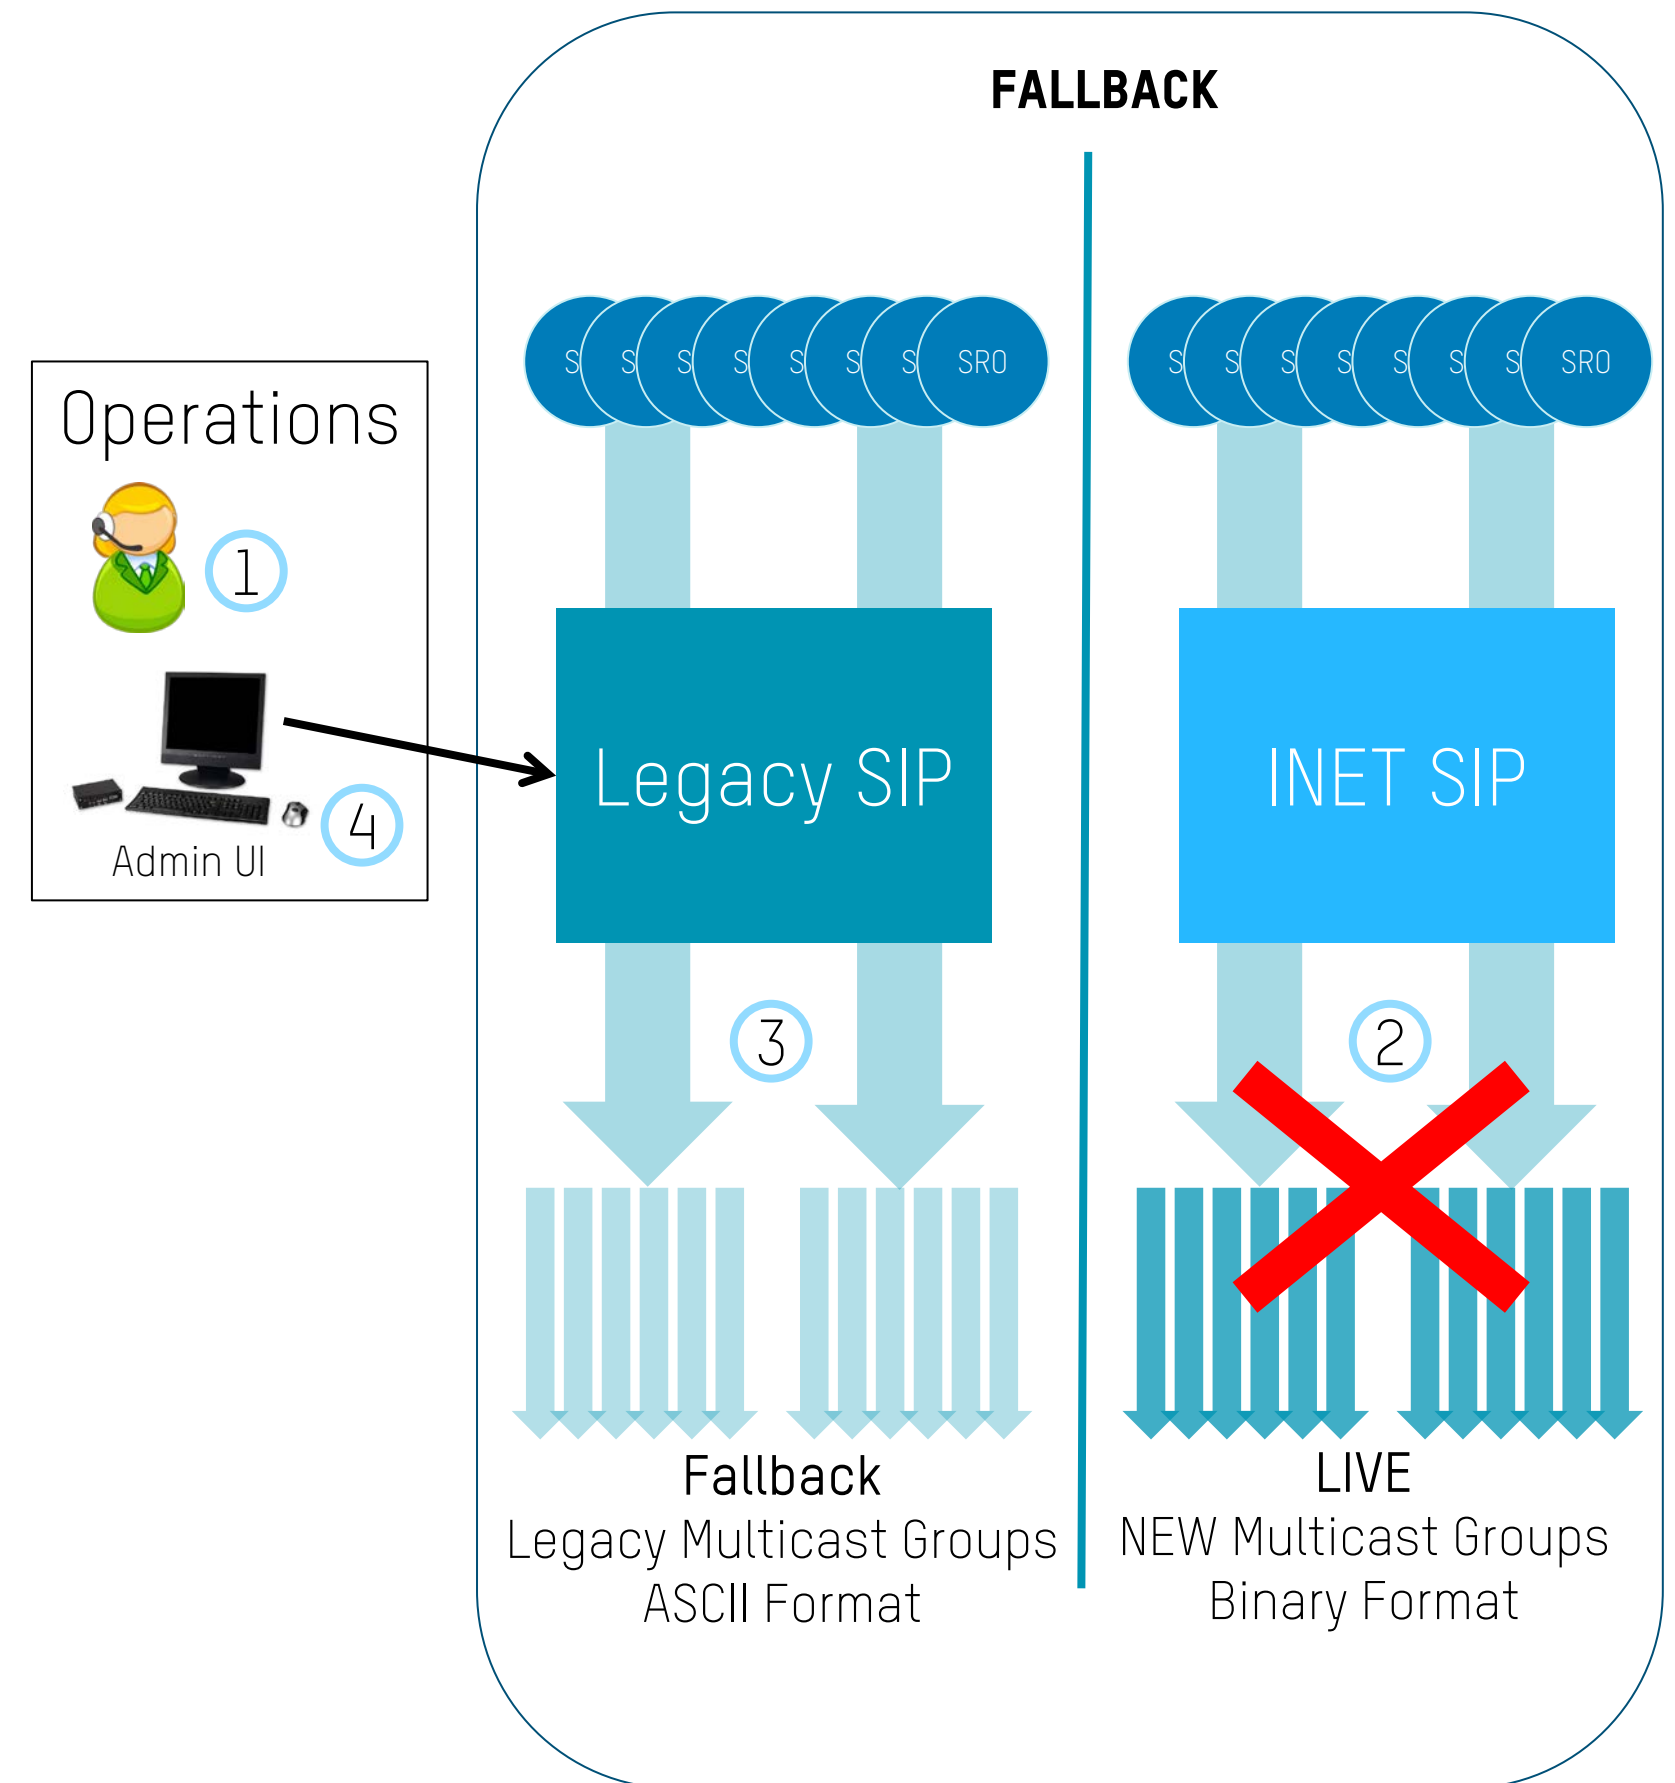 FALLBACK
S S S S S S S SRO
S S S S S S S SRO
Operations
1
4
Admin UI
Legacy SIP
INET SIP
3
2
Fallback
Legacy Multicast Groups
ASCII Format
LIVE
NEW Multicast Groups
Binary Format